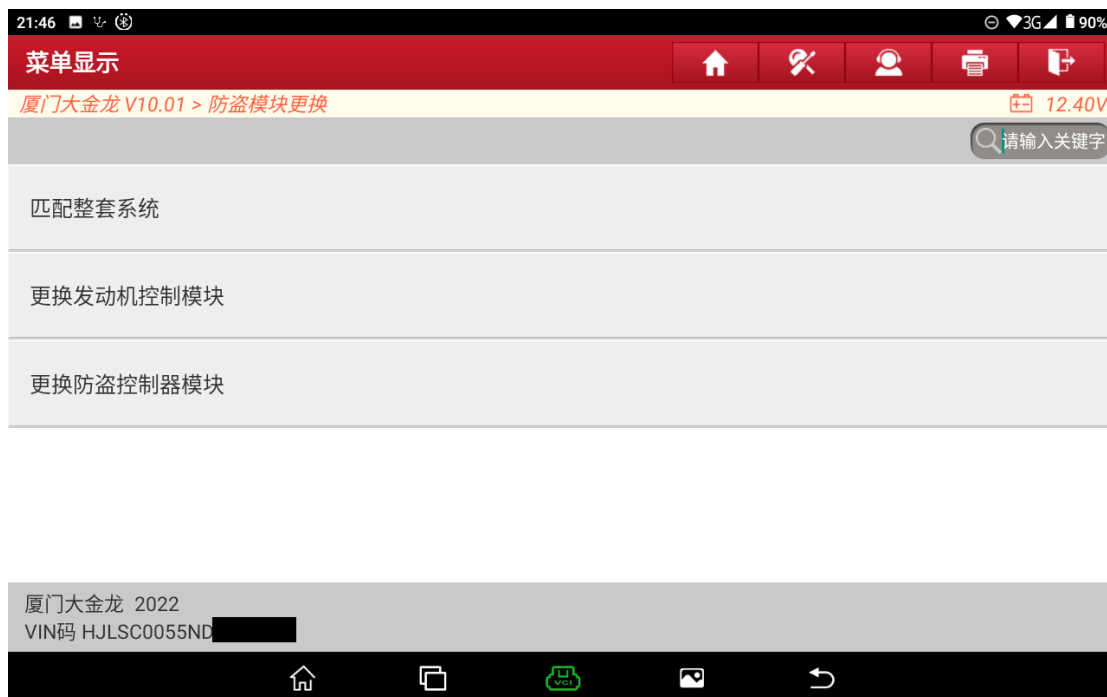 21:46
3G 90%
菜单显示
厦门大金龙 V10.01 > 防盗模块更换
12.40V
请输入关键字
匹配整套系统
更换发动机控制模块
更换防盗控制器模块
厦门大金龙 2022
VIN码 HJLSC0055ND
VCI